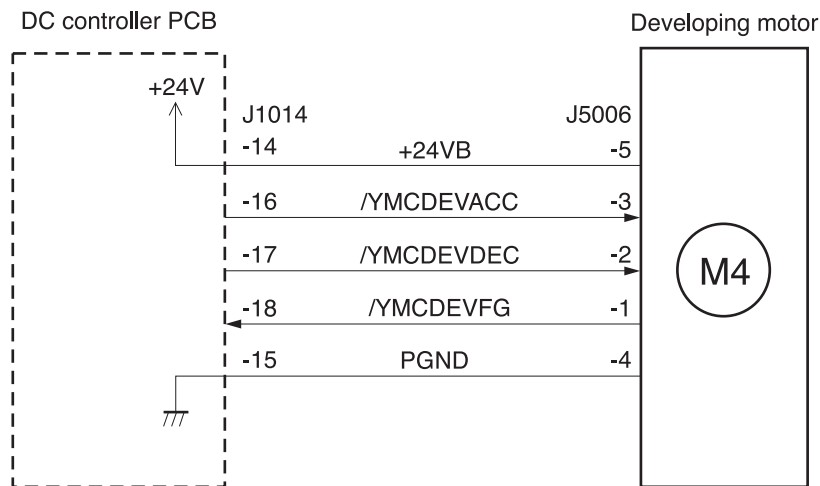 DC controller PCB
Developing motor
+24V
J1014
J5006
-14 +24VB -5
-16 /YMCDEVACC -3
-17 /YMCDEVDEC -2
M4
-18 /YMCDEVFG -1
-15 PGND -4